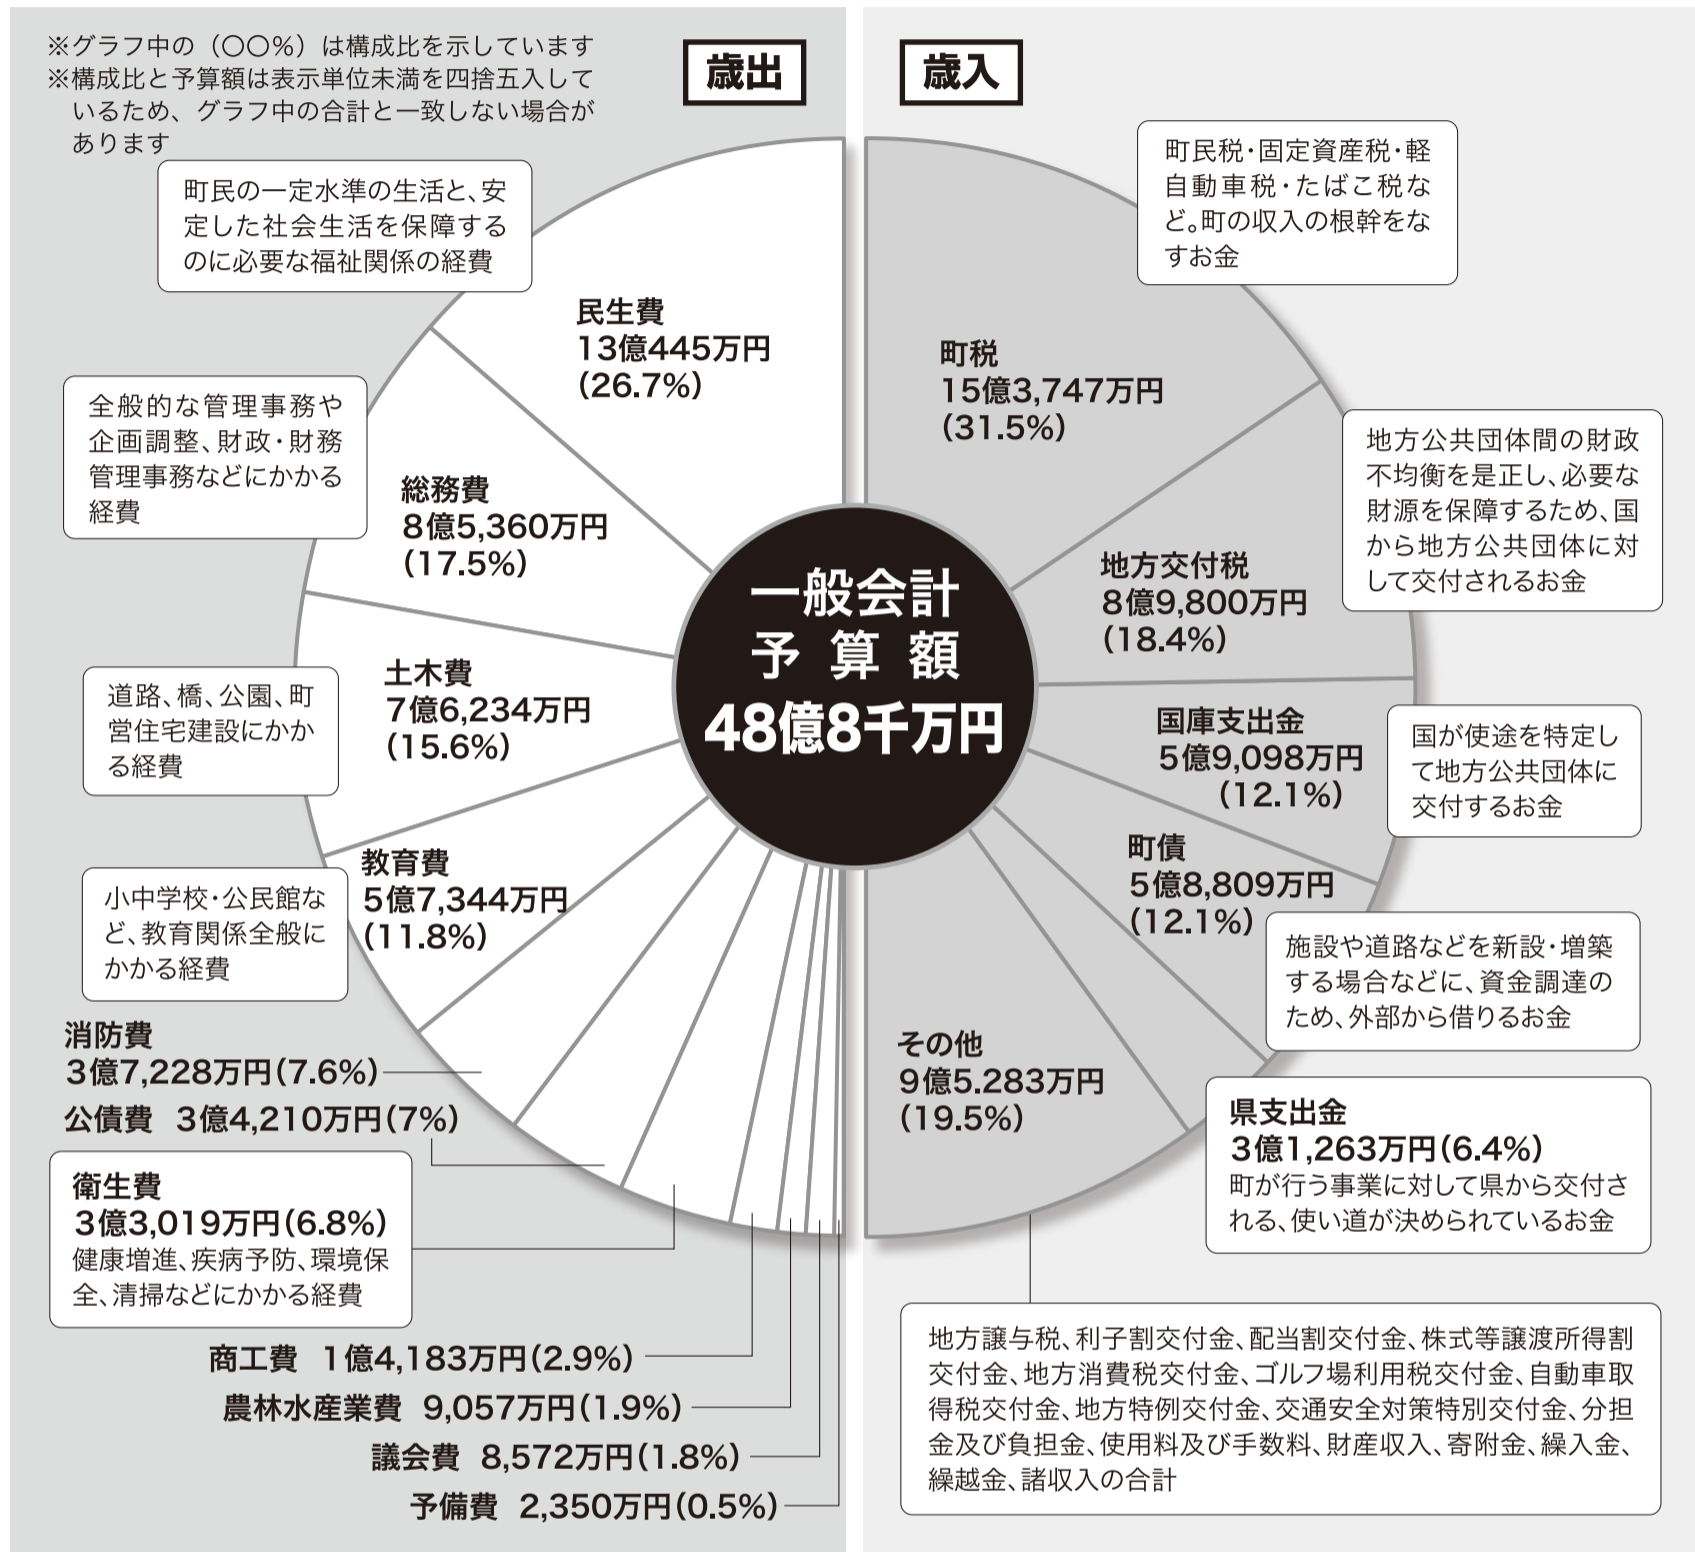 ※グラフ中の（〇〇％）は構成比を示しています
※構成比と予算額は表示単位未満を四捨五入して
いるため、グラフ中の合計と一致しない場合が
あります
歳出
町民の一定水準の生活と、安
定した社会生活を保障する
のに必要な福祉関係の経費
民生費
13億445万円
(26.7%)
全般的な管理事務や
企画調整、財政・財務
管理事務などにかかる
経費
総務費
8億5,360万円
(17.5%)
道路、橋、公園、町
営住宅建設にかか
る経費
土木費
7億6,234万円
(15.6%)
小中学校・公民館な
ど、教育関係全般に
かかる経費
教育費
5億7,344万円
(11.8%)
消防費
3億7,228万円(7.6%)
公債費 3億4,210万円(7%)
衛生費
3億3,019万円(6.8%)
健康増進、疾病予防、環境保
全、清掃などにかかる経費
商工費 1億4,183万円(2.9%)
農林水産業費 9,057万円(1.9%)
議会費 8,572万円(1.8%)
予備費 2,350万円(0.5%)
一般会計
予算額
48億8千万円
歳入
町民税・固定資産税・軽
自動車税・たばこ税な
ど。町の収入の根幹をな
すお金
町税
15億3,747万円
(31.5%)
地方公共団体間の財政
不均衡を是正し、必要な
財源を保障するため、国
から地方公共団体に対
して交付されるお金
地方交付税
8億9,800万円
(18.4%)
国庫支出金
5億9,098万円
(12.1%)
国が使途を特定し
て地方公共団体に
交付するお金
町債
5億8,809万円
(12.1%)
施設や道路などを新設・増築
する場合などに、資金調達の
ため、外部から借りるお金
県支出金
3億1,263万円(6.4%)
町が行う事業に対して県から交付さ
れる、使い道が決められているお金
その他
9億5.283万円
(19.5%)
地方譲与税、利子割交付金、配当割交付金、株式等譲渡所得割
交付金、地方消費税交付金、ゴルフ場利用税交付金、自動車取
得税交付金、地方特例交付金、交通安全対策特別交付金、分担
金及び負担金、使用料及び手数料、財産収入、寄附金、繰入金、
繰越金、諸収入の合計